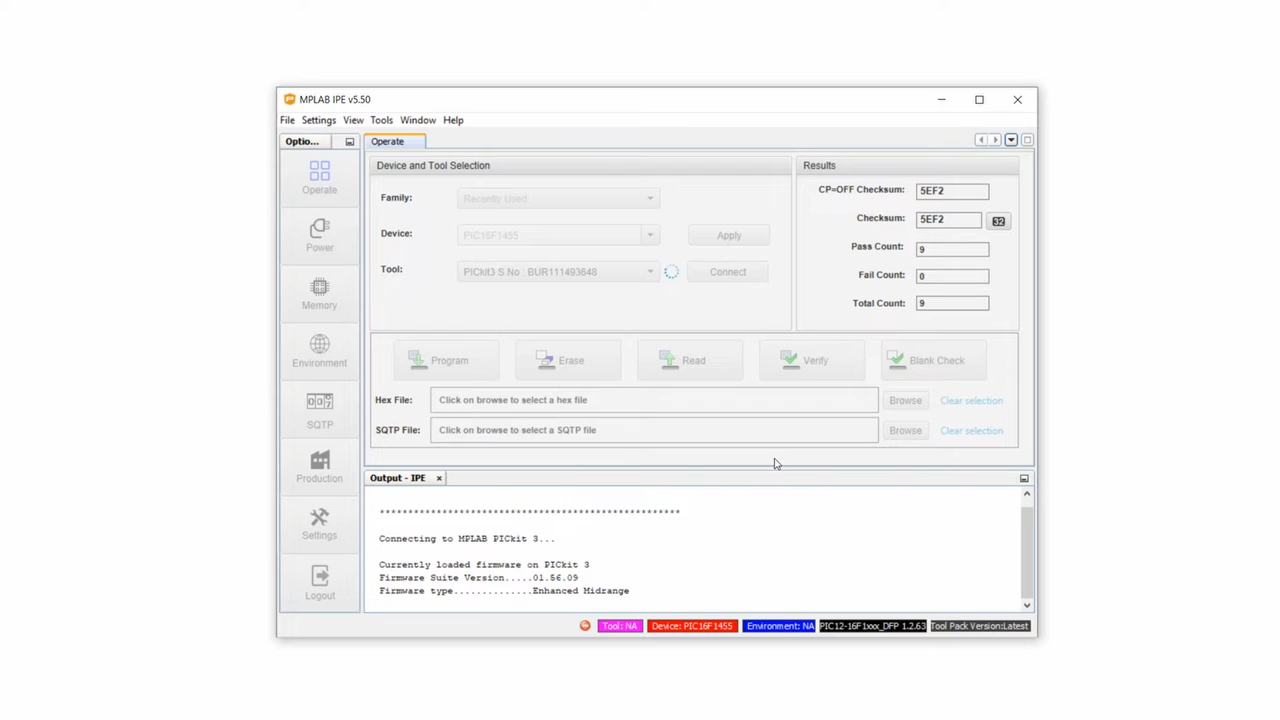 MPLAB IPE v5.50
File Settings View Tools Window Help
Optio...
Operate
Power
Memory
Environment
SQTP
Production
Settings
Logout
Operate
Device and Tool Selection
Family: Recently Used
Device: PIC16F1455 Apply
Tool: PICkit3 S.No : BUR111493648 Connect
Results
CP=OFF Checksum: 5EF2
Checksum: 5EF2 32
Pass Count: 9
Fail Count: 0
Total Count: 9
Program Erase Read Verify Blank Check
Hex File: Click on browse to select a hex file Browse Clear selection
SQTP File: Click on browse to select a SQTP file Browse Clear selection
Output - IPE ×
*****************************************************
Connecting to MPLAB PICkit 3...
Currently loaded firmware on PICkit 3
Firmware Suite Version.....01.56.09
Firmware type..............Enhanced Midrange
Tool: NA Device: PIC16F1455 Environment: NA PIC12-16F1xxx_DFP 1.2.63 Tool Pack Version:Latest